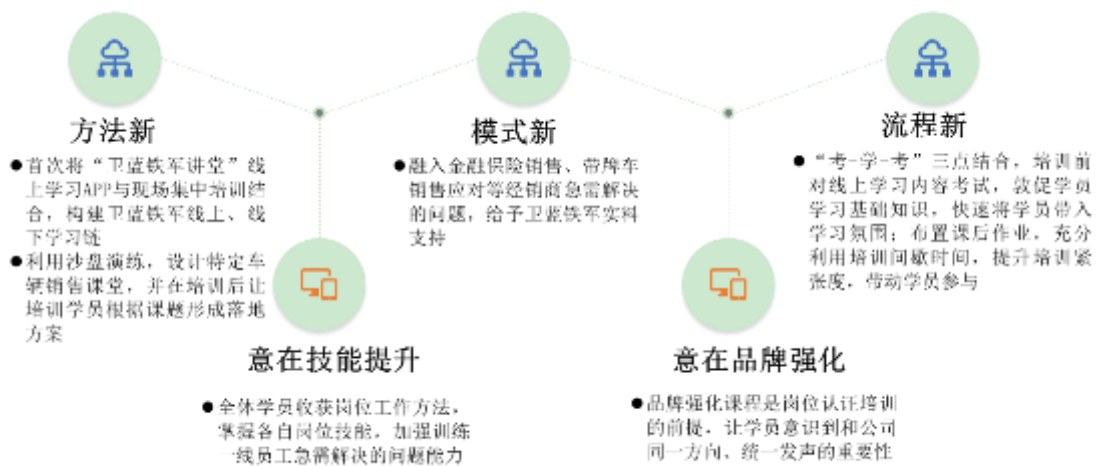 方法新
●首次将“卫蓝铁军讲堂”线
上学习APP与现场集中培训结
合，构建卫蓝铁军线上、线
下学习链
●利用沙盘演练，设计特定车
辆销售课堂，并在培训后让
培训学员根据课题形成落地
方案
意在技能提升
●全体学员收获岗位工作方法，
掌握各自岗位技能，加强训练
一线员工急需解决的问题能力
模式新
●融入金融保险销售、带牌车
销售应对等经销商急需解决
的问题，给予卫蓝铁军实料
支持
意在品牌强化
●品牌强化课程是岗位认证培训
的前提，让学员意识到和公司
同一方向、统一发声的重要性
流程新
●“考-学-考”三点结合，培训前
对线上学习内容考试，敦促学员
学习基础知识，快速将学员带入
学习氛围；布置课后作业，充分
利用培训间歇时间，提升培训紧
张度，带动学员参与